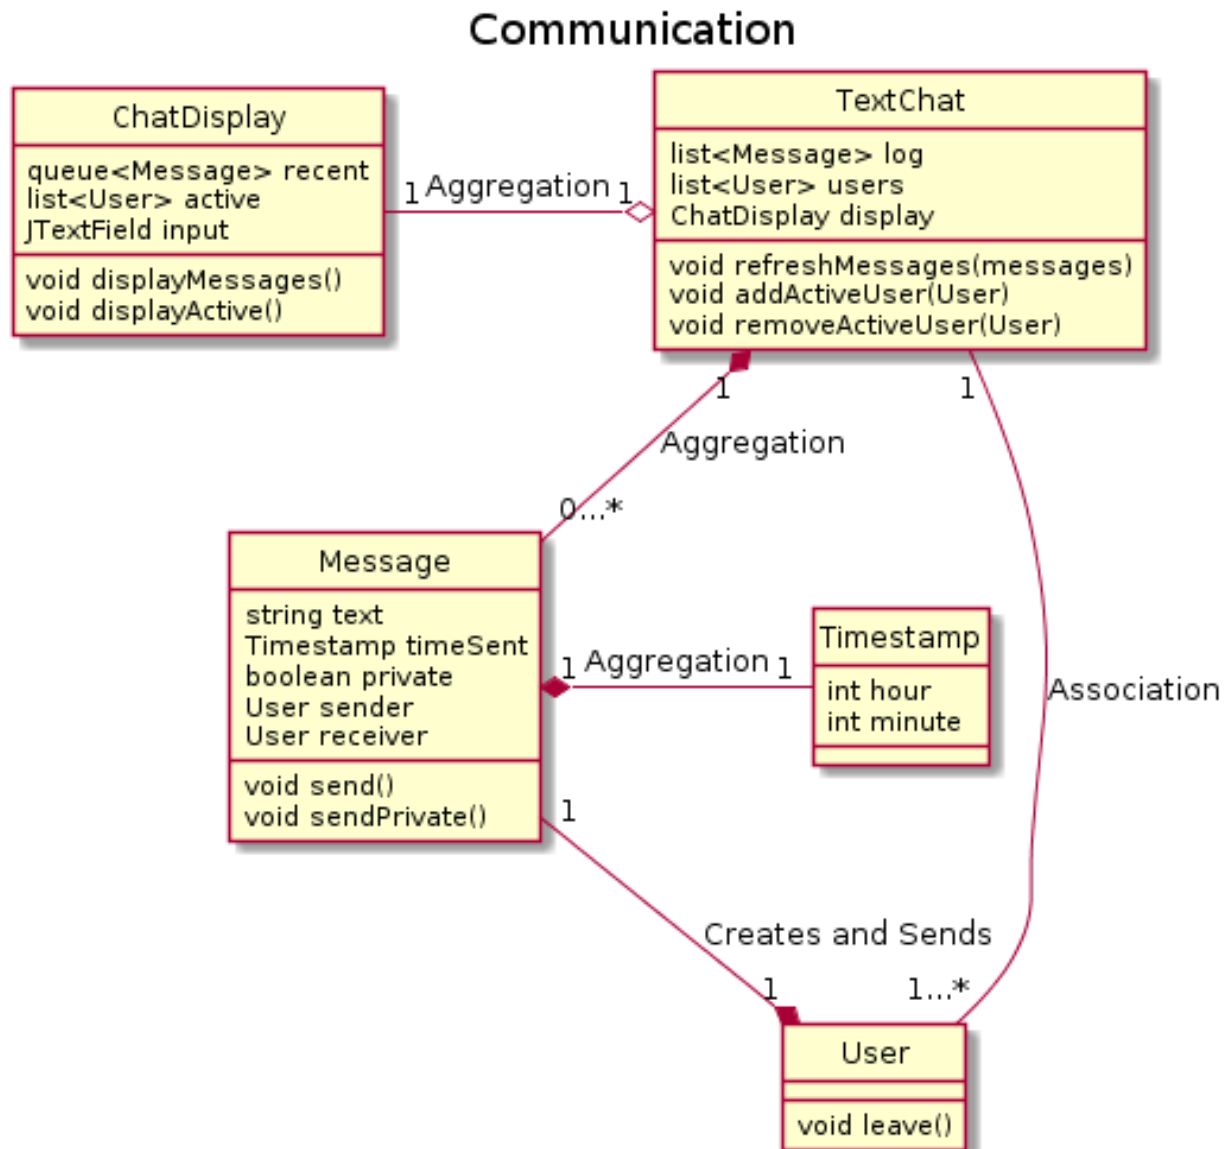 Communication
ChatDisplay
queue<Message> recent
list<User> active
JTextField input
void displayMessages()
void displayActive()
1 Aggregation 1
TextChat
list<Message> log
list<User> users
ChatDisplay display
void refreshMessages(messages)
void addActiveUser(User)
void removeActiveUser(User)
1
1
Aggregation
0...*
Message
string text
Timestamp timeSent
boolean private
User sender
User receiver
void send()
void sendPrivate()
1 Aggregation 1
Timestamp
int hour
int minute
Association
1
Creates and Sends
1
1...*
User
void leave()